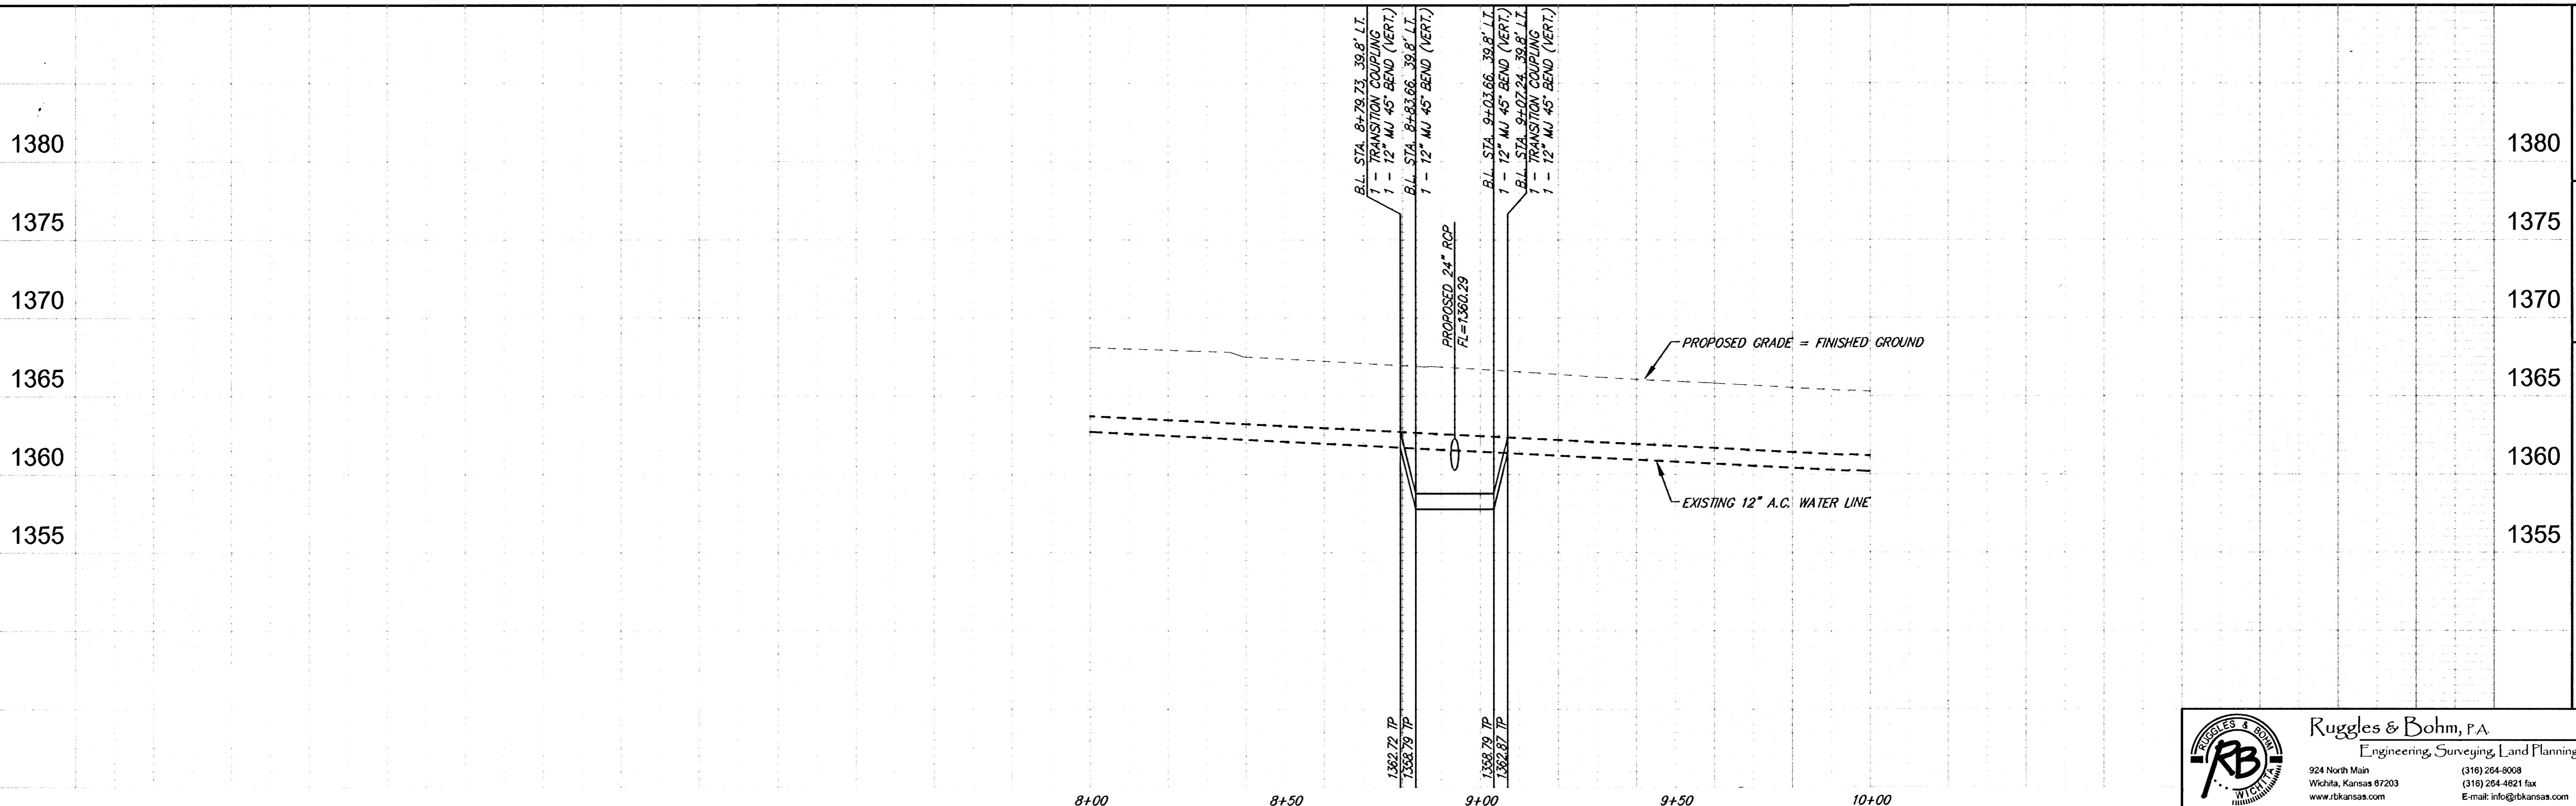 B.L. STA. 8+79.73, 39.8' LT.
1 - TRANSITION COUPLING
1 - 12" MJ 45° BEND (VERT.)
B.L. STA. 8+83.66, 39.8' LT.
1 - 12" MJ 45° BEND (VERT.)
B.L. STA. 9+03.66, 39.8' LT.
1 - 12" MJ 45° BEND (VERT.)
B.L. STA. 9+07.24, 39.8' LT.
1 - TRANSITION COUPLING
1 - 12" MJ 45° BEND (VERT.)
1380
1380
1375
1375
1370
1370
1365
1365
1360
1360
1355
1355
PROPOSED 24" RCP
FL=1360.29
PROPOSED GRADE = FINISHED GROUND
EXISTING 12" A.C. WATER LINE
1362.72 TP
1358.79 TP
1358.79 TP
1362.87 TP
8+00
8+50
9+00
9+50
10+00
RUGGLES & BOHM
RB
WICHITA
Ruggles & Bohm, P.A.
Engineering, Surveying, Land Planning
924 North Main
(316) 264-8008
Wichita, Kansas 67203
(316) 264-4621 fax
www.rbkansas.com
E-mail: info@rbkansas.com